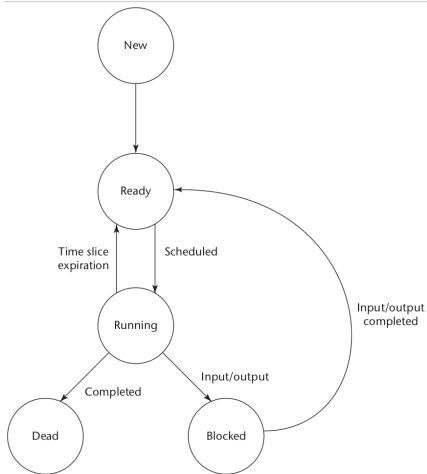 New
Ready
Time slice
expiration
Scheduled
Running
Input/output
completed
Completed
Input/output
Dead
Blocked